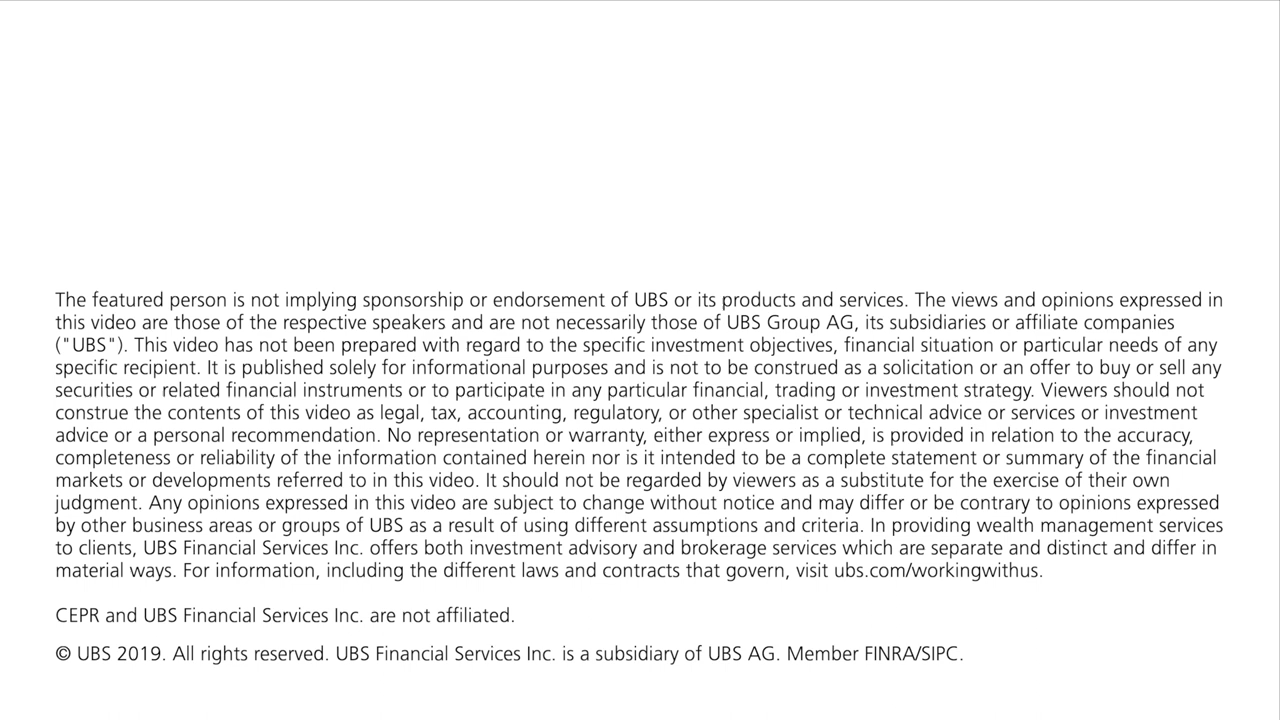 The featured person is not implying sponsorship or endorsement of UBS or its products and services. The views and opinions expressed in
this video are those of the respective speakers and are not necessarily those of UBS Group AG, its subsidiaries or affiliate companies
("UBS"). This video has not been prepared with regard to the specific investment objectives, financial situation or particular needs of any
specific recipient. It is published solely for informational purposes and is not to be construed as a solicitation or an offer to buy or sell any
securities or related financial instruments or to participate in any particular financial, trading or investment strategy. Viewers should not
construe the contents of this video as legal, tax, accounting, regulatory, or other specialist or technical advice or services or investment
advice or a personal recommendation. No representation or warranty, either express or implied, is provided in relation to the accuracy,
completeness or reliability of the information contained herein nor is it intended to be a complete statement or summary of the financial
markets or developments referred to in this video. It should not be regarded by viewers as a substitute for the exercise of their own
judgment. Any opinions expressed in this video are subject to change without notice and may differ or be contrary to opinions expressed
by other business areas or groups of UBS as a result of using different assumptions and criteria. In providing wealth management services
to clients, UBS Financial Services Inc. offers both investment advisory and brokerage services which are separate and distinct and differ in
material ways. For information, including the different laws and contracts that govern, visit ubs.com/workingwithus.
CEPR and UBS Financial Services Inc. are not affiliated.
© UBS 2019. All rights reserved. UBS Financial Services Inc. is a subsidiary of UBS AG. Member FINRA/SIPC.